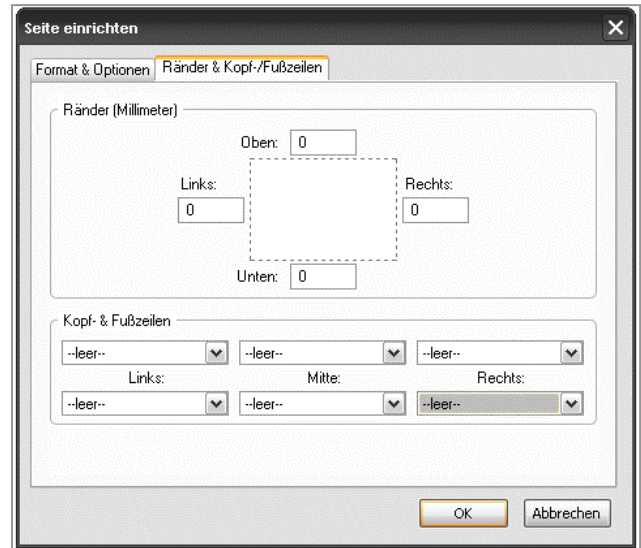 Seite einrichten
Format & Optionen Ränder & Kopf-/Fußzeilen
Ränder (Millimeter)
Oben: 0
Links: Rechts:
0 0
Unten: 0
Kopf- & Fußzeilen
--leer-- --leer-- --leer--
Links: Mitte: Rechts:
--leer-- --leer-- --leer--
OK Abbrechen